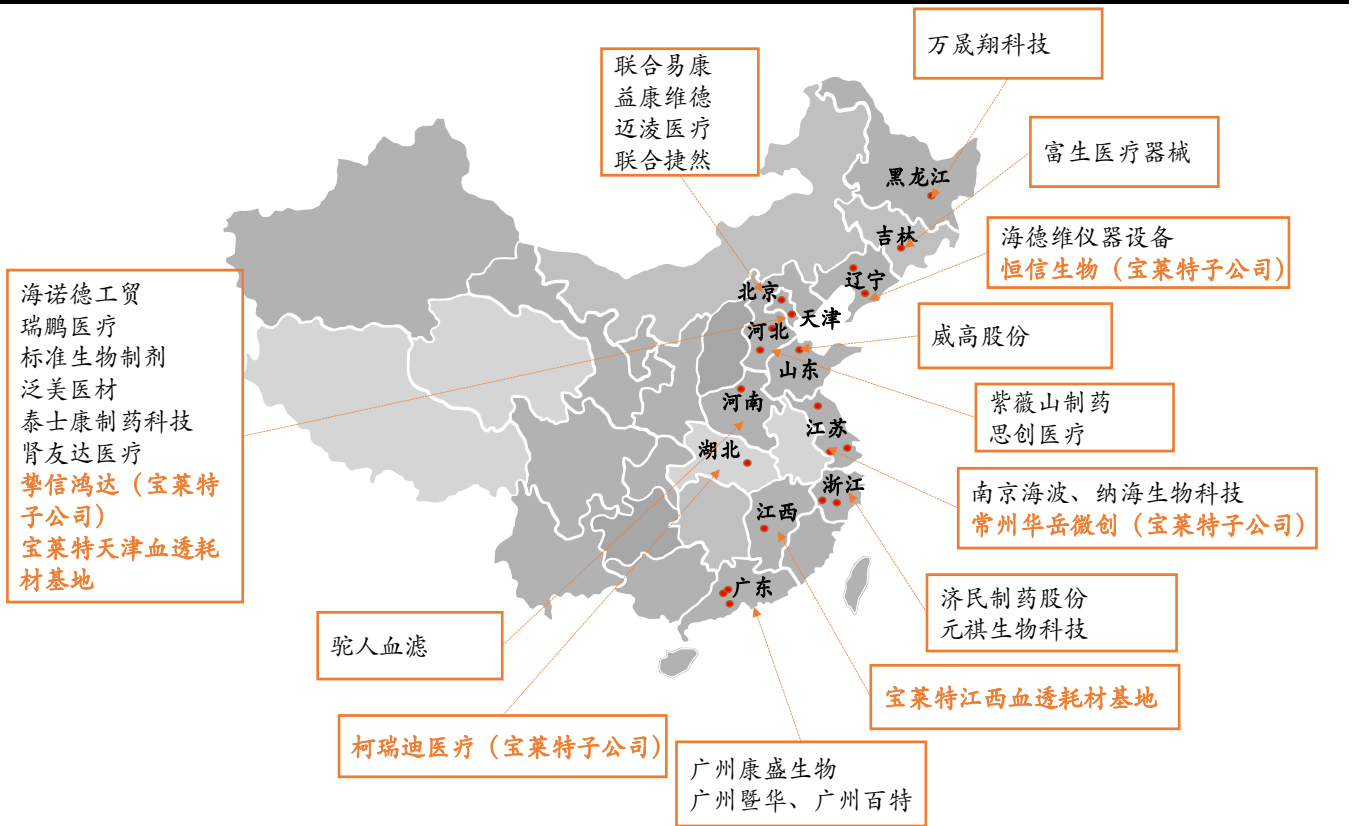 万晟翔科技
联合易康
益康维德
迈凌医疗
联合捷然
富生医疗器械
黑龙江
吉林
海德维仪器设备
恒信生物（宝莱特子公司）
辽宁
北京
天津
河北
海诺德工贸
瑞鹏医疗
标准生物制剂
泛美医材
泰士康制药科技
肾友达医疗
挚信鸿达（宝莱特
子公司）
宝莱特天津血透耗
材基地
威高股份
山东
紫薇山制药
思创医疗
河南
江苏
湖北
南京海波、纳海生物科技
常州华岳微创（宝莱特子公司）
浙江
江西
广东
济民制药股份
元祺生物科技
驼人血滤
宝莱特江西血透耗材基地
柯瑞迪医疗（宝莱特子公司）
广州康盛生物
广州暨华、广州百特